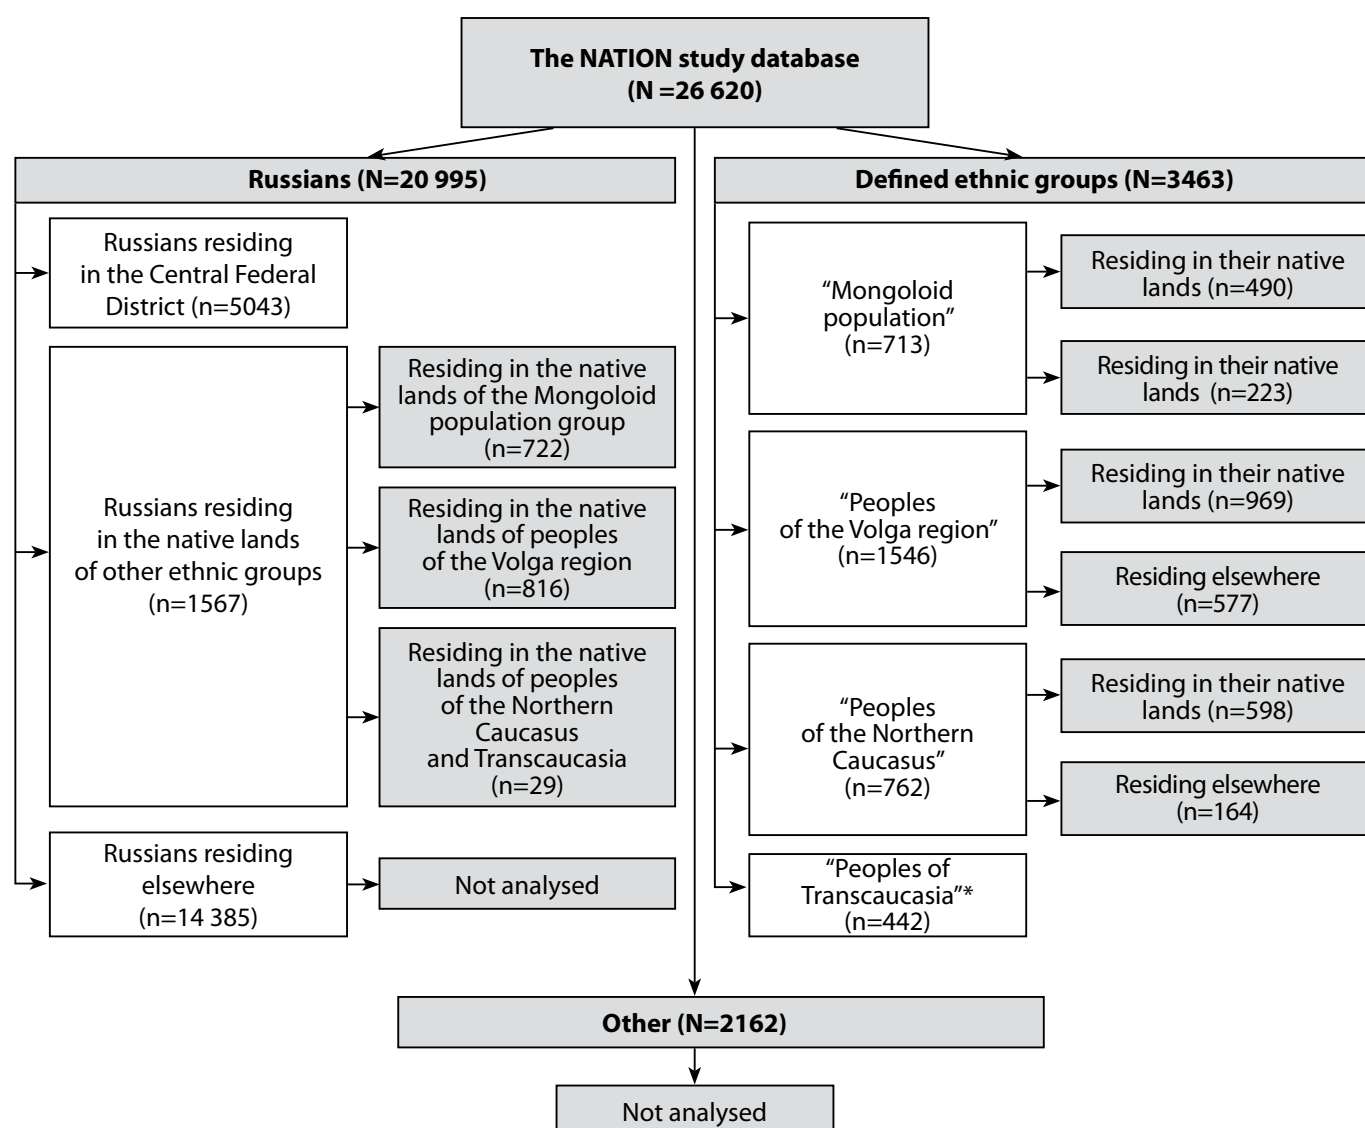 The NATION study database
(N =26 620)
Russians (N=20 995)
Russians residing
in the Central Federal
District (n=5043)
Russians residing
in the native lands
of other ethnic groups
(n=1567)
Residing in the native
lands of the Mongoloid
population group
(n=722)
Residing in the native
lands of peoples
of the Volga region
(n=816)
Residing in the native
lands of peoples
of the Northern
Caucasus
and Transcaucasia
(n=29)
Russians residing
elsewhere
(n=14 385)
Not analysed
Defined ethnic groups (N=3463)
“Mongoloid
population”
(n=713)
Residing in their native
lands (n=490)
Residing in their native
lands (n=223)
“Peoples
of the Volga region”
(n=1546)
Residing in their native
lands (n=969)
Residing elsewhere
(n=577)
“Peoples
of the Northern
Caucasus”
(n=762)
Residing in their native
lands (n=598)
Residing elsewhere
(n=164)
“Peoples of
Transcaucasia”*
(n=442)
Other (N=2162)
Not analysed